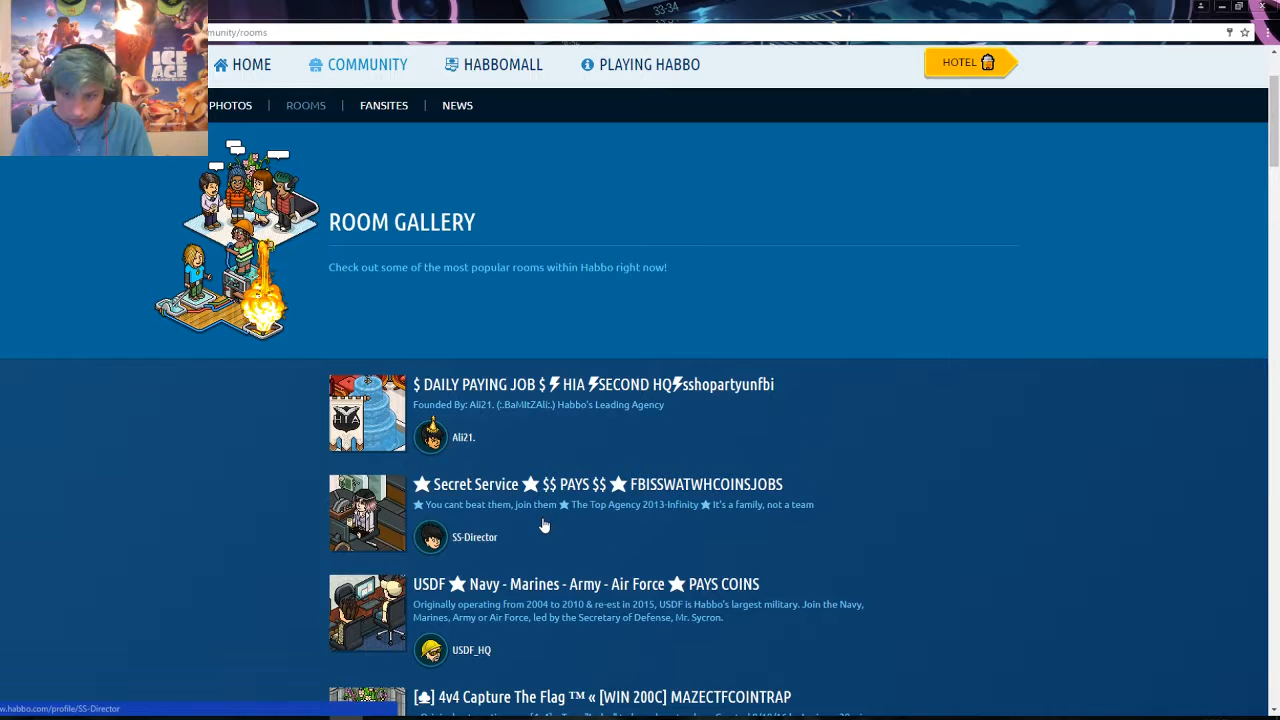 33-34
munity/rooms
HOME COMMUNITY HABBOMALL PLAYING HABBO HOTEL
PHOTOS | ROOMS | FANSITES | NEWS
ICE AGE
ROOM GALLERY
Check out some of the most popular rooms within Habbo right now!
$ DAILY PAYING JOB $ ⚡ HIA ⚡SECOND HQ⚡sshopartyunfbi
Founded By: Ali21. (:.BaMItZAli:.) Habbo's Leading Agency
HIA
Ali21.
★ Secret Service ★ $$ PAYS $$ ★ FBISSWATWHCOINSJOBS
★ You cant beat them, join them ★ The Top Agency 2013-Infinity ★ It's a family, not a team
SS-Director
USDF ★ Navy - Marines - Army - Air Force ★ PAYS COINS
Originally operating from 2004 to 2010 & re-est in 2015, USDF is Habbo's largest military. Join the Navy,
Marines, Army or Air Force, led by the Secretary of Defense, Mr. Sycron.
USDF_HQ
[♣] 4v4 Capture The Flag ™ « [WIN 200C] MAZECTFCOINTRAP
w.habbo.com/profile/SS-Director